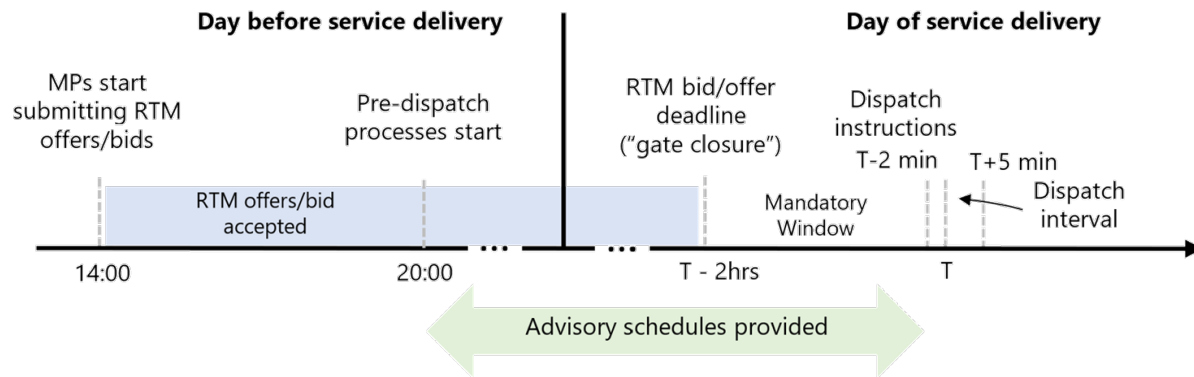 Day before service delivery
Day of service delivery
MPs start
submitting RTM
offers/bids
Pre-dispatch
processes start
RTM bid/offer
deadline
(“gate closure”)
Dispatch
instructions
T-2 min
T+5 min
Dispatch
interval
RTM offers/bid
accepted
Mandatory
Window
14:00
20:00
T - 2hrs
T
Advisory schedules provided